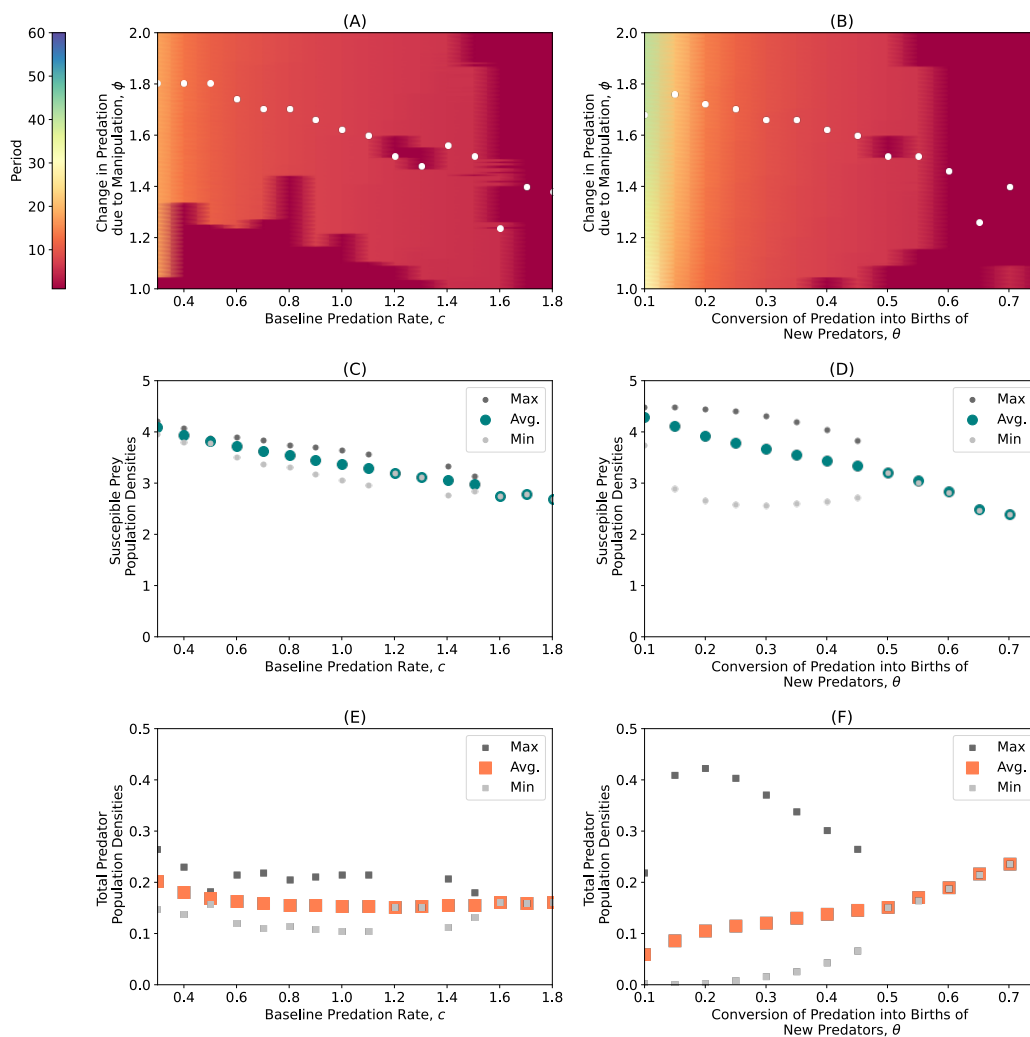 (A)
(B)
60
50
40
30
20
10
Period
2.0
1.8
1.6
1.4
1.2
1.0
Change in Predation
due to Manipulation, ϕ
0.4 0.6 0.8 1.0 1.2 1.4 1.6 1.8
Baseline Predation Rate, c
2.0
1.8
1.6
1.4
1.2
1.0
Change in Predation
due to Manipulation, ϕ
0.1 0.2 0.3 0.4 0.5 0.6 0.7
Conversion of Predation into Births of
New Predators, θ
(C)
5
4
3
2
1
0
Suscepible Prey
Population Densities
Max
Avg.
Min
0.4 0.6 0.8 1.0 1.2 1.4 1.6 1.8
Baseline Predation Rate, c
(D)
5
4
3
2
1
0
Suscepible Prey
Population Densities
Max
Avg.
Min
0.1 0.2 0.3 0.4 0.5 0.6 0.7
Conversion of Predation into Births of
New Predators, θ
(E)
0.5
0.4
0.3
0.2
0.1
0.0
Total Predator
Population Densities
Max
Avg.
Min
0.4 0.6 0.8 1.0 1.2 1.4 1.6 1.8
Baseline Predation Rate, c
(F)
0.5
0.4
0.3
0.2
0.1
0.0
Total Predator
Population Densities
Max
Avg.
Min
0.1 0.2 0.3 0.4 0.5 0.6 0.7
Conversion of Predation into Births of
New Predators, θ